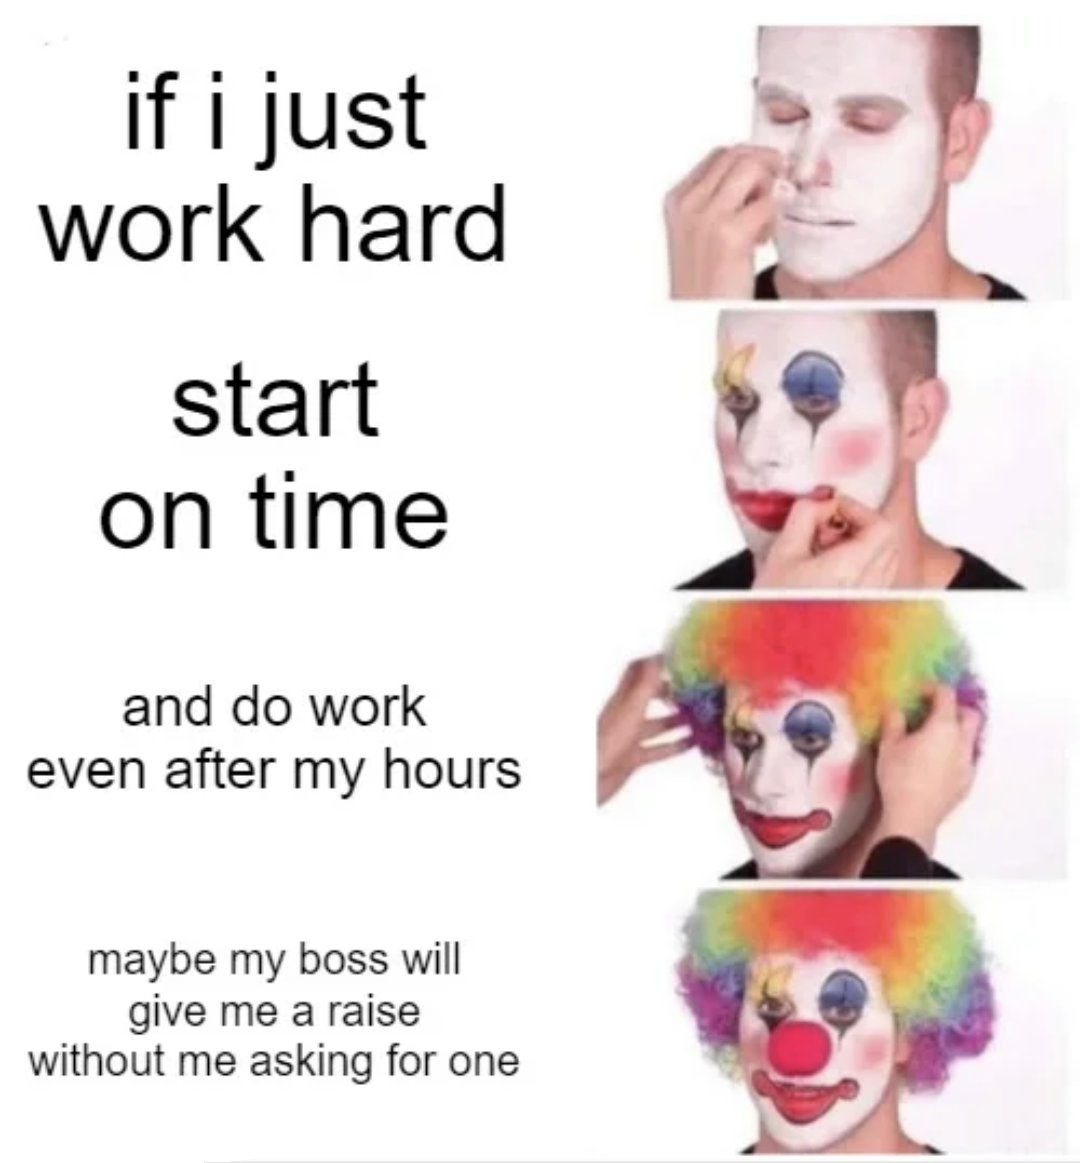 if i just
work hard
start
on time
and do work
even after my hours
maybe my boss will
give me a raise
without me asking for one